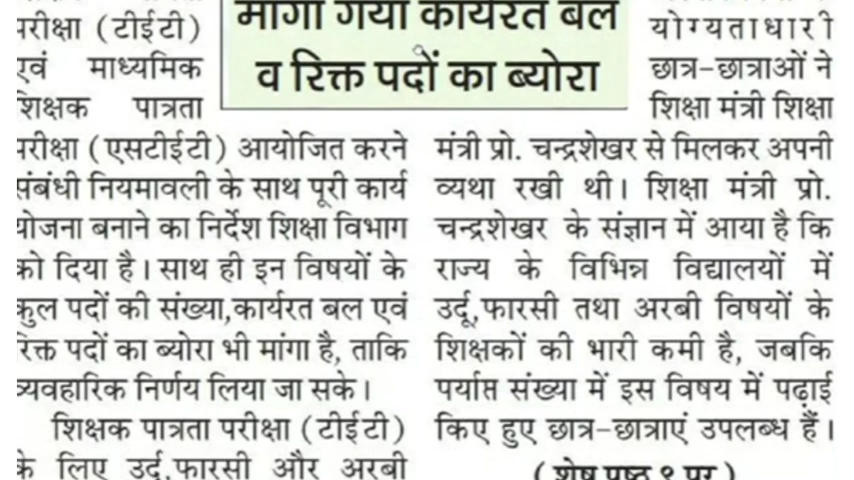 मांगा गया कार्यरत बल
व रिक्त पदों का ब्योरा
परीक्षा (टीईटी)
एवं माध्यमिक
शिक्षक पात्रता
परीक्षा (एसटीईटी) आयोजित करने
संबंधी नियमावली के साथ पूरी कार्य
योजना बनाने का निर्देश शिक्षा विभाग
को दिया है। साथ ही इन विषयों के
कुल पदों की संख्या,कार्यरत बल एवं
रिक्त पदों का ब्योरा भी मांगा है, ताकि
व्यवहारिक निर्णय लिया जा सके।
शिक्षक पात्रता परीक्षा (टीईटी)
के लिए उर्दू,फारसी और अरबी
योग्यताधारी
छात्र-छात्राओं ने
शिक्षा मंत्री शिक्षा
मंत्री प्रो. चन्द्रशेखर से मिलकर अपनी
व्यथा रखी थी। शिक्षा मंत्री प्रो.
चन्द्रशेखर के संज्ञान में आया है कि
राज्य के विभिन्न विद्यालयों में
उर्दू,फारसी तथा अरबी विषयों के
शिक्षकों की भारी कमी है, जबकि
पर्याप्त संख्या में इस विषय में पढ़ाई
किए हुए छात्र-छात्राएं उपलब्ध हैं।
(शेष पृष्ठ ९ पर)